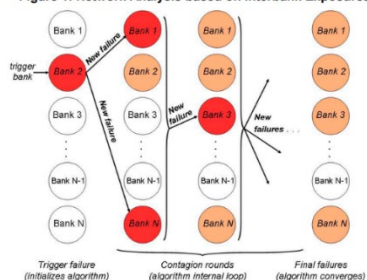 Figure 1. Network Analysis Based on Interbank Exposures
Bank 1
Bank 1
Bank 1
Bank 1
New failure
trigger
bank
Bank 2
Bank 2
Bank 2
Bank 2
New failure
Bank 3
Bank 3
New
failure
Bank 3
New
failures . . .
Bank 3
Bank N-1
Bank N-1
Bank N-1
Bank N-1
Bank N
Bank N
Bank N
Bank N
Trigger failure
(initializes algorithm)
Contagion rounds
(algorithm internal loop)
Final failures
(algorithm converges)